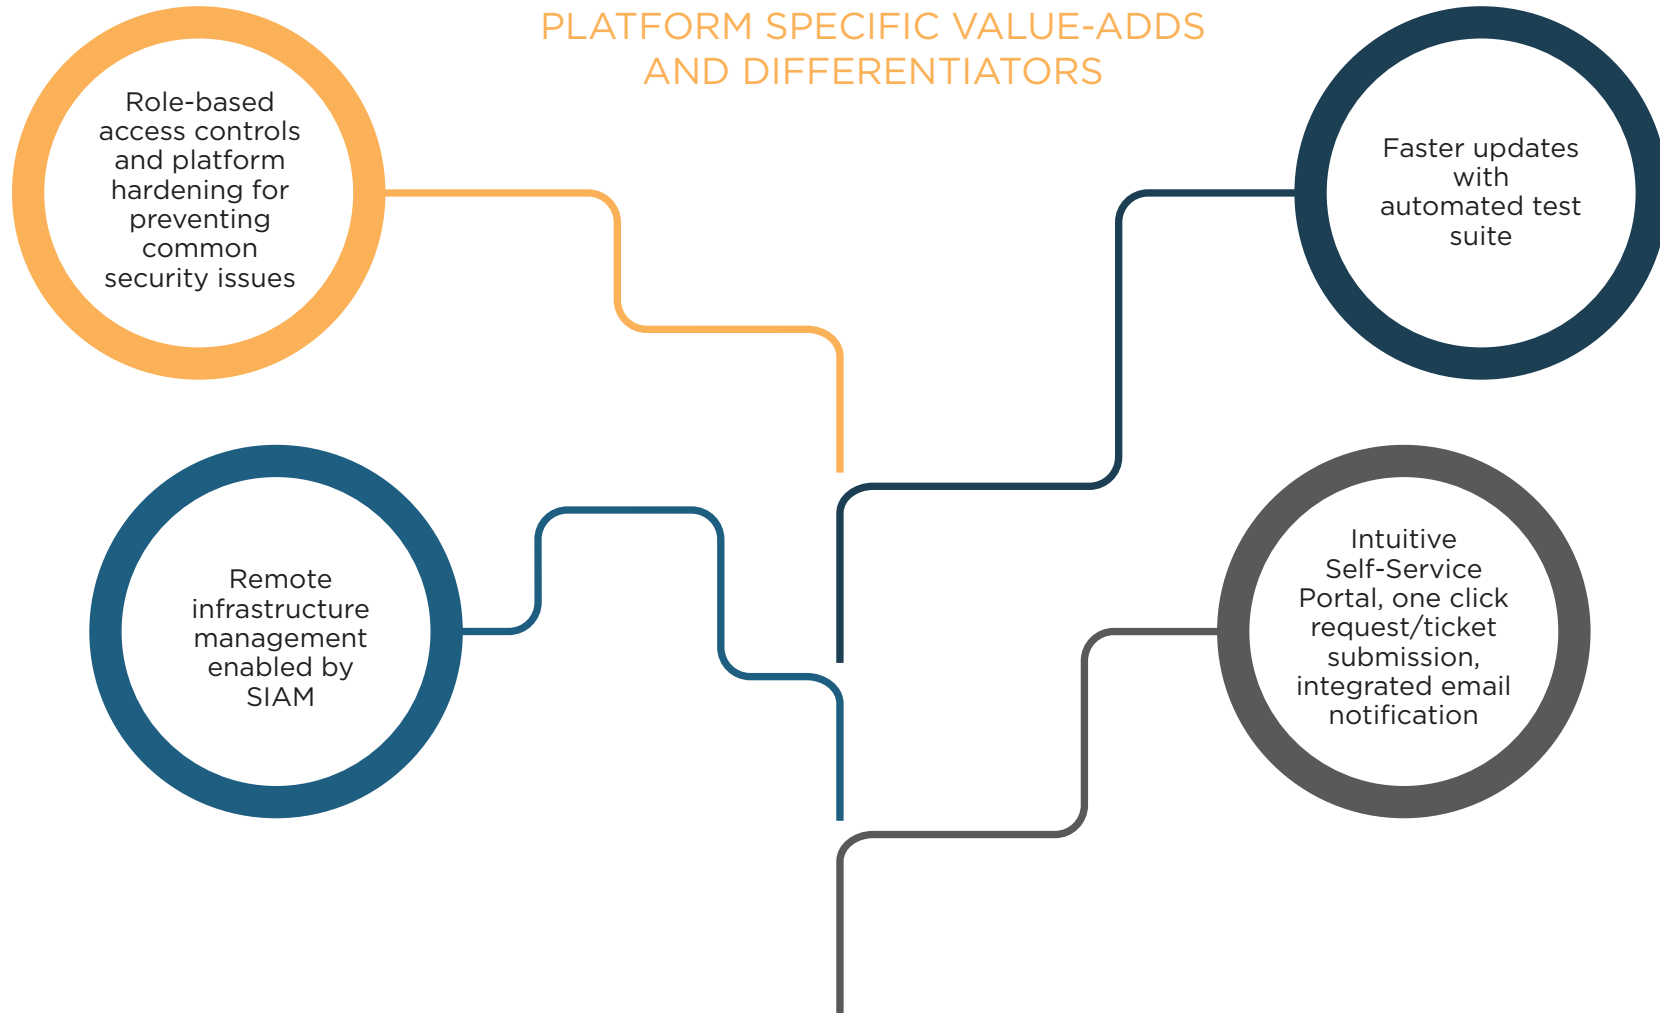 PLATFORM SPECIFIC VALUE-ADDS
AND DIFFERENTIATORS
Role-based
access controls
and platform
hardening for
preventing
common
security issues
Faster updates
with
automated test
suite
Remote
infrastructure
management
enabled by
SIAM
Intuitive
Self-Service
Portal, one click
request/ticket
submission,
integrated email
notification